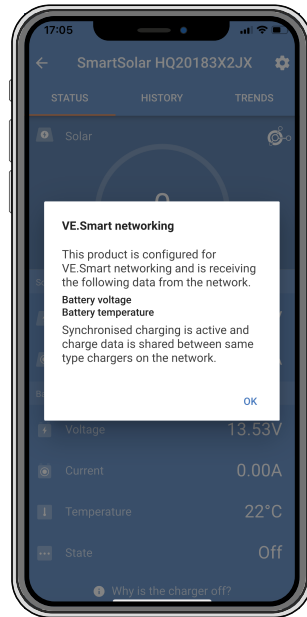 17:05
SmartSolar HQ20183X2JX
STATUS HISTORY TRENDS
Solar
VE.Smart networking
This product is configured for
VE.Smart networking and is receiving
the following data from the network.
Battery voltage
Battery temperature
Synchronised charging is active and
charge data is shared between same
type chargers on the network.
OK
Voltage 13.53V
Current 0.00A
Temperature 22°C
State Off
Why is the charger off?